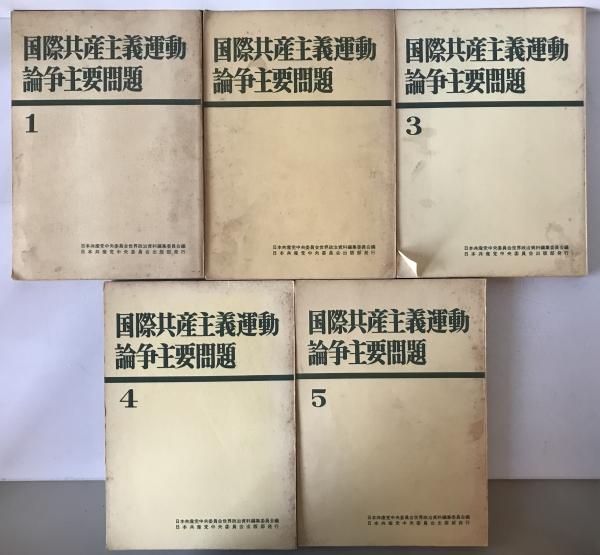 国際共産主義運動
論争主要問題
1
日本共産党中央委員会世界政治資料編集委員会編
日本共産党中央委員会出版部発行
国際共産主義運動
論争主要問題
日本共産党中央委員会世界政治資料編集委員会編
日本共産党中央委員会出版部発行
国際共産主義運動
論争主要問題
3
日本共産党中央委員会世界政治資料編集委員会編
日本共産党中央委員会出版部発行
国際共産主義運動
論争主要問題
4
日本共産党中央委員会世界政治資料編集委員会編
日本共産党中央委員会出版部発行
国際共産主義運動
論争主要問題
5
日本共産党中央委員会世界政治資料編集委員会編
日本共産党中央委員会出版部発行